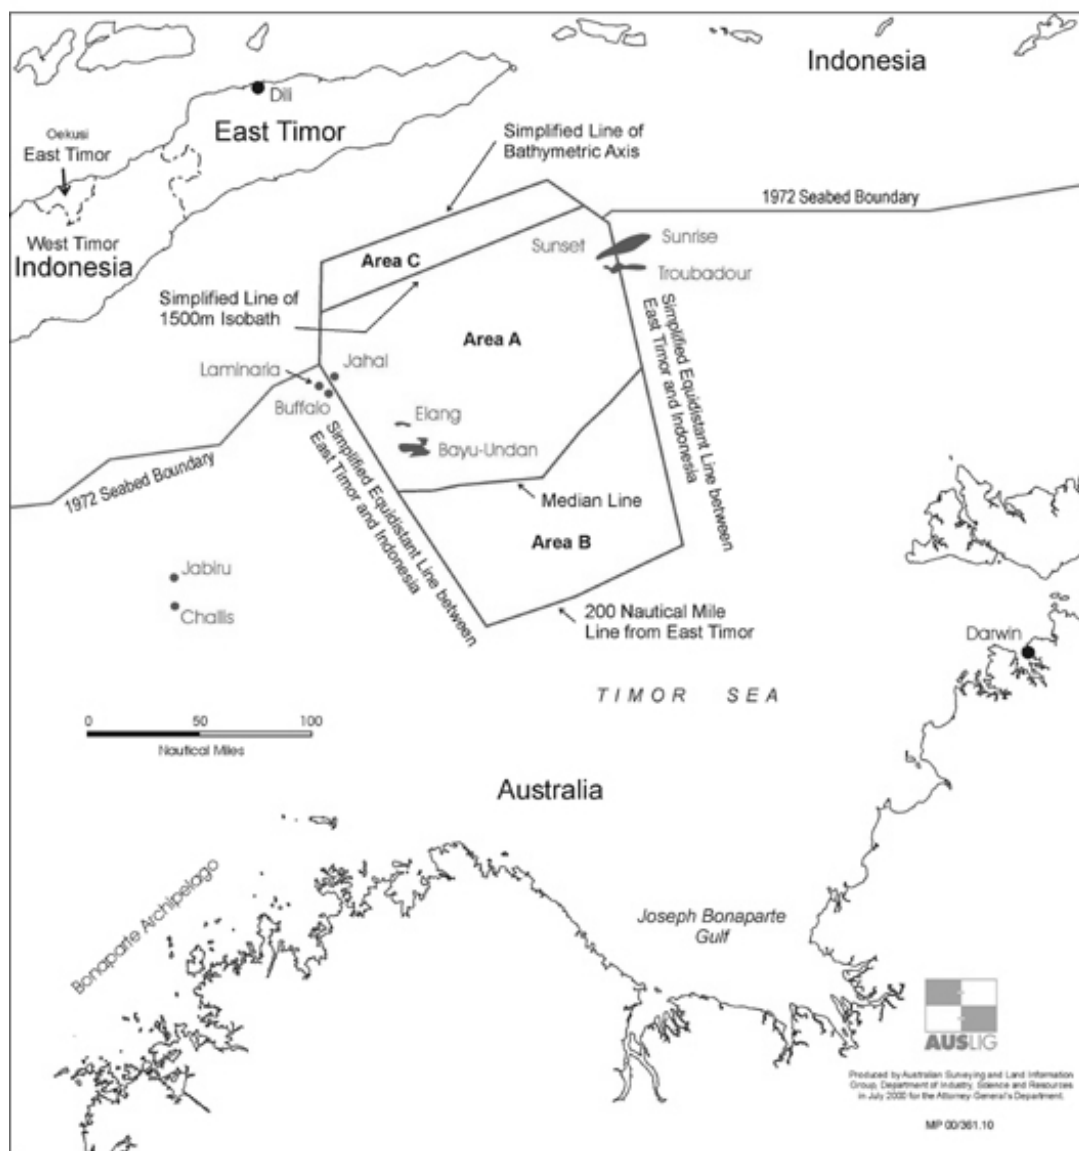 Indonesia
Dili
East Timor
Oekusi
East Timor
West Timor
Indonesia
Simplified Line of
Bathymetric Axis
1972 Seabed Boundary
Sunset
Sunrise
Troubadour
Area C
Simplified Line of
1500m Isobath
Area A
Simplified Equidistant Line between
East Timor and Indonesia
Laminaria
Jahal
Buffalo
Elang
Bayu-Undan
Simplified Equidistant Line between
East Timor and Indonesia
1972 Seabed Boundary
Median Line
Area B
Jabiru
Challis
200 Nautical Mile
Line from East Timor
Darwin
TIMOR SEA
0 50 100
Nautical Miles
Australia
Bonaparte Archipelago
Joseph Bonaparte
Gulf
AUSLIG
Produced by Australian Surveying and Land Information
Group, Department of Industry, Science and Resources
in July 2000 for the Attorney General's Department.
MP 00/361.10